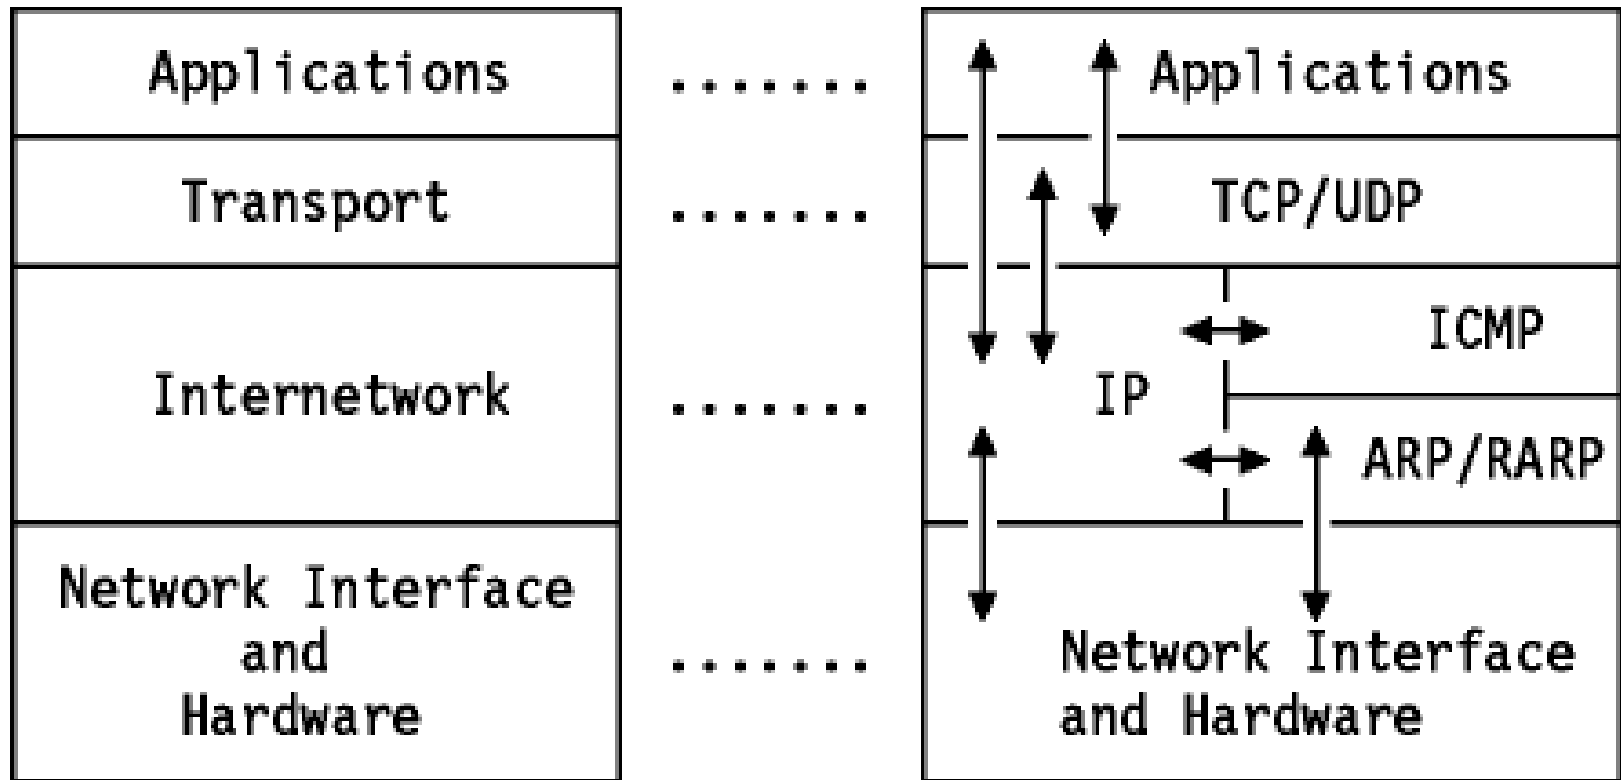 Applications
Transport
Internetwork
Network Interface
and
Hardware
Applications
TCP/UDP
ICMP
IP
ARP/RARP
Network Interface
and Hardware